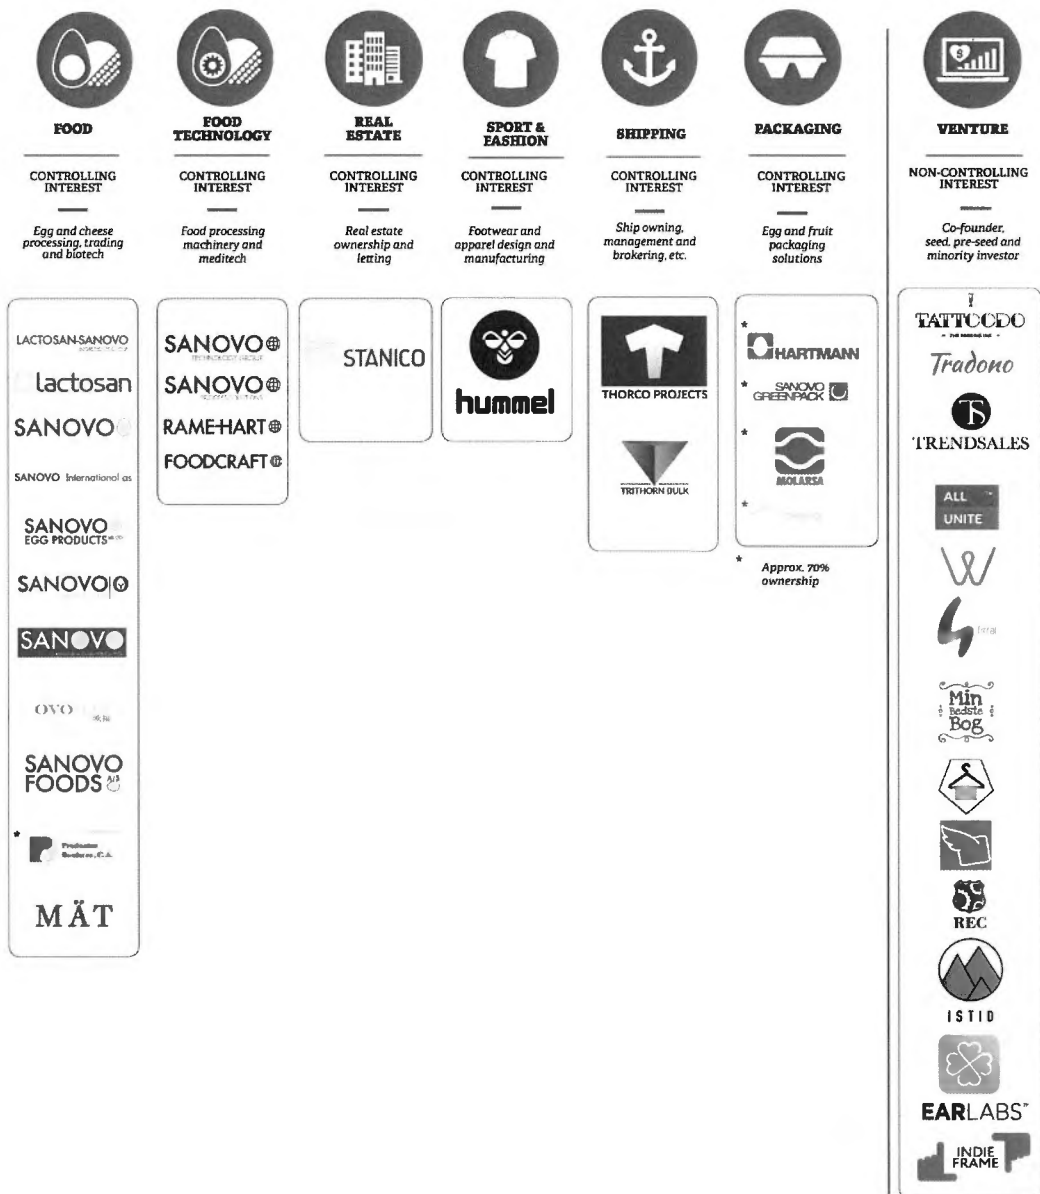 FOOD
CONTROLLING
INTEREST
Egg and cheese
processing, trading
and biotech
LACTOSAN-SANOVO
lactosan
SANOVO
SANOVO International as
SANOVO
EGG PRODUCTS
SANOVO
SANOVO
OVO
SANOVO
FOODS A/S
*
MÄT
FOOD
TECHNOLOGY
CONTROLLING
INTEREST
Food processing
machinery and
meditech
SANOVO
TECHNOLOGY GROUP
SANOVO
RAME-HART
FOODCRAFT
REAL
ESTATE
CONTROLLING
INTEREST
Real estate
ownership and
letting
STANICO
SPORT &
FASHION
CONTROLLING
INTEREST
Footwear and
apparel design and
manufacturing
hummel
SHIPPING
CONTROLLING
INTEREST
Ship owning,
management and
brokering, etc.
THORCO PROJECTS
TRITHORN BULK
PACKAGING
CONTROLLING
INTEREST
Egg and fruit
packaging
solutions
*
HARTMANN
*
SANOVO
GREENPACK
*
MOLARSA
*
* Approx. 70%
ownership
VENTURE
NON-CONTROLLING
INTEREST
Co-founder,
seed, pre-seed and
minority investor
TATTOODO
Tradono
TS
TRENDSALES
ALL
UNITE
W
Min
Bedste
Bog
REC
ISTID
EARLABS™
INDIE
FRAME